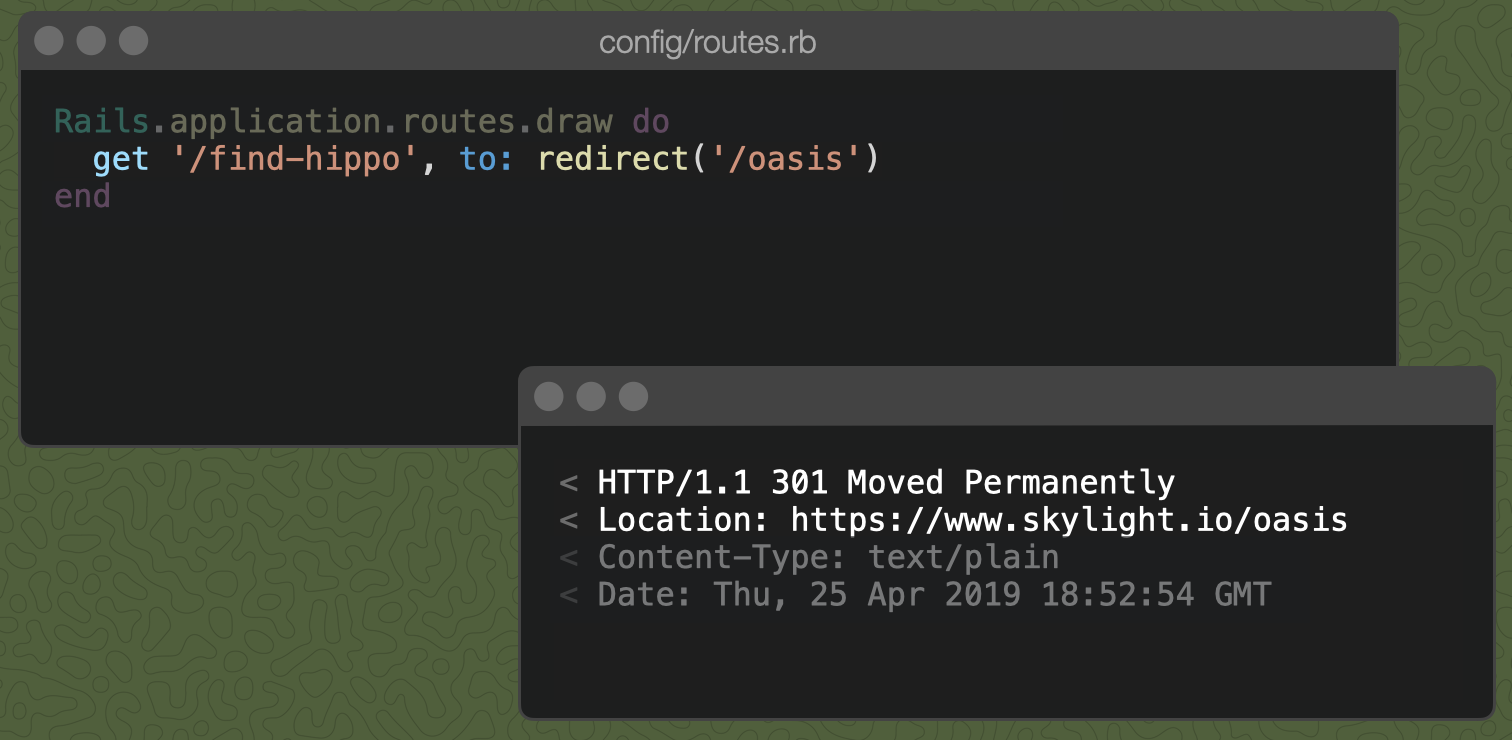 config/routes.rb
Rails.application.routes.draw do
  get '/find-hippo', to: redirect('/oasis')
end
< HTTP/1.1 301 Moved Permanently
< Location: https://www.skylight.io/oasis
< Content-Type: text/plain
< Date: Thu, 25 Apr 2019 18:52:54 GMT